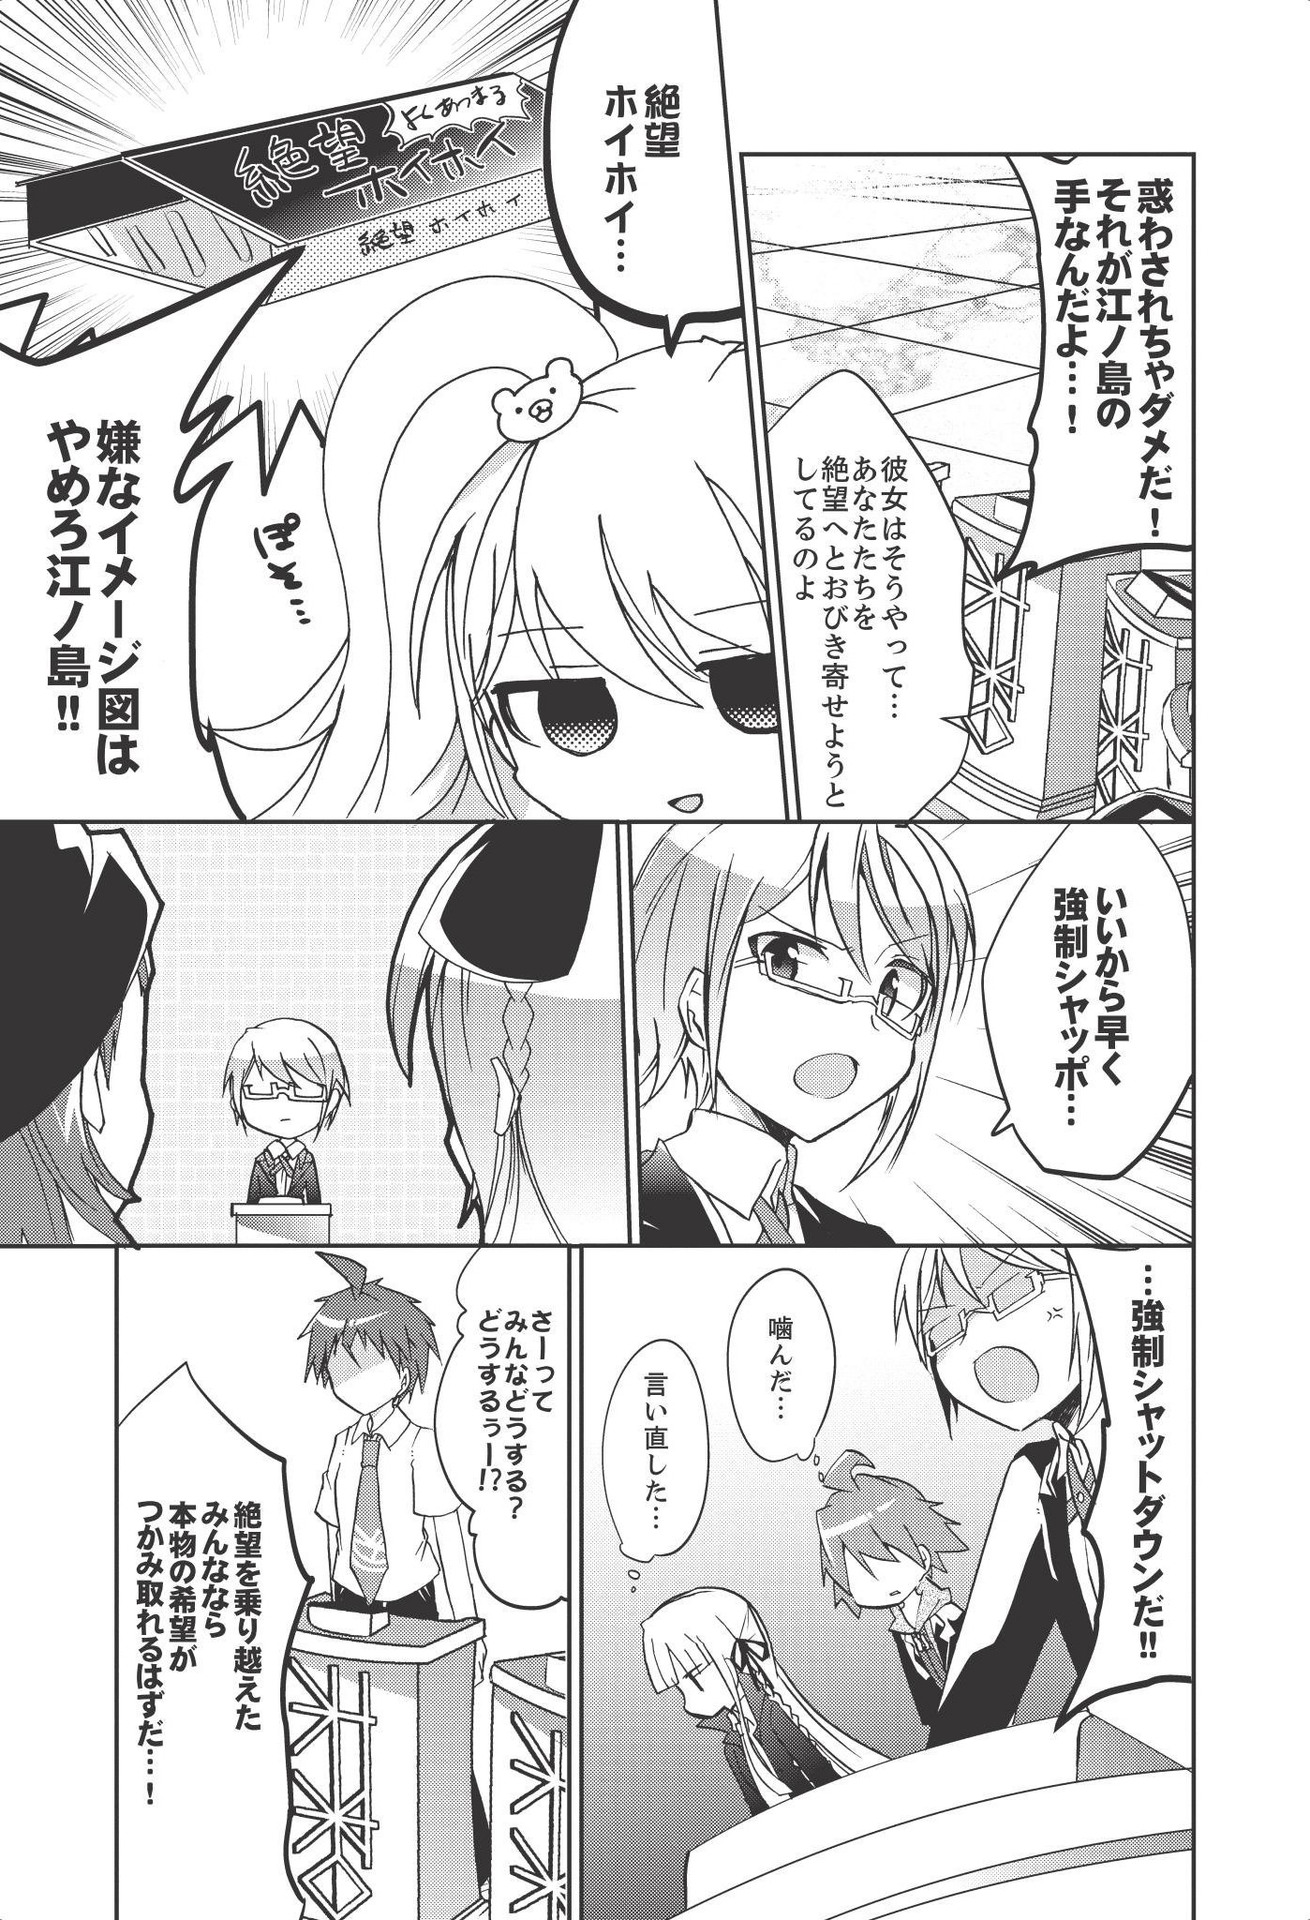 惑わされちゃダメだ!
それが江ノ島の
手なんだよ…!
彼女はそうやって…
あなたたちを
絶望へとおびき寄せようと
してるのよ
絶望
ホイホイ…
よくあつまる
絶望
ホイホイ
絶望ホイホイ
ぽそ…
嫌なイメージ図は
やめろ江ノ島!!
いいから早く
強制シャッポ…
…強制シャットダウンだ!!
噛んだ…
言い直した…
さーって
みんなどうする?
どうするぅー!?
絶望を乗り越えた
みんななら
本物の希望が
つかみ取れるはずだ…!